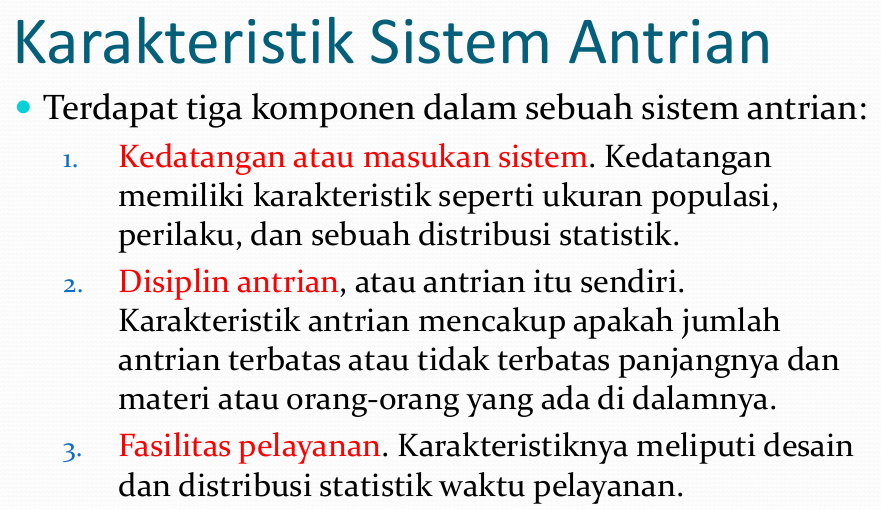 Karakteristik Sistem Antrian
• Terdapat tiga komponen dalam sebuah sistem antrian:
1. Kedatangan atau masukan sistem. Kedatangan
memiliki karakteristik seperti ukuran populasi,
perilaku, dan sebuah distribusi statistik.
2. Disiplin antrian, atau antrian itu sendiri.
Karakteristik antrian mencakup apakah jumlah
antrian terbatas atau tidak terbatas panjangnya dan
materi atau orang-orang yang ada di dalamnya.
3. Fasilitas pelayanan. Karakteristiknya meliputi desain
dan distribusi statistik waktu pelayanan.